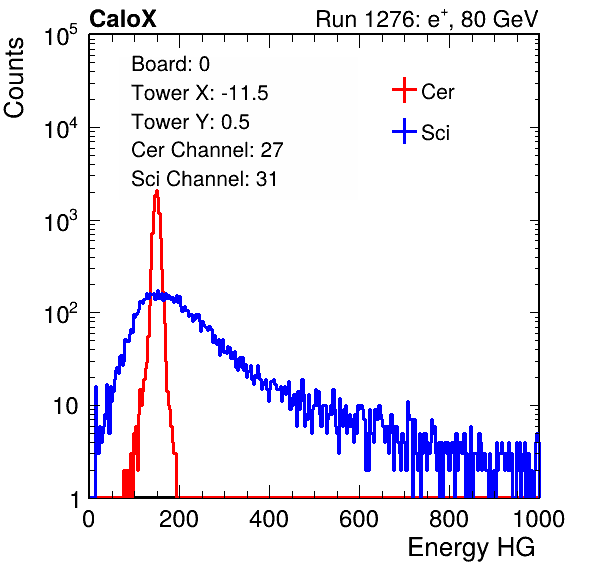 CaloX Run 1276: e⁺, 80 GeV
Counts
Board: 0
Tower X: -11.5
Tower Y: 0.5
Cer Channel: 27
Sci Channel: 31
Cer
Sci
10⁵
10⁴
10³
10²
10
1
0 200 400 600 800 1000
Energy HG